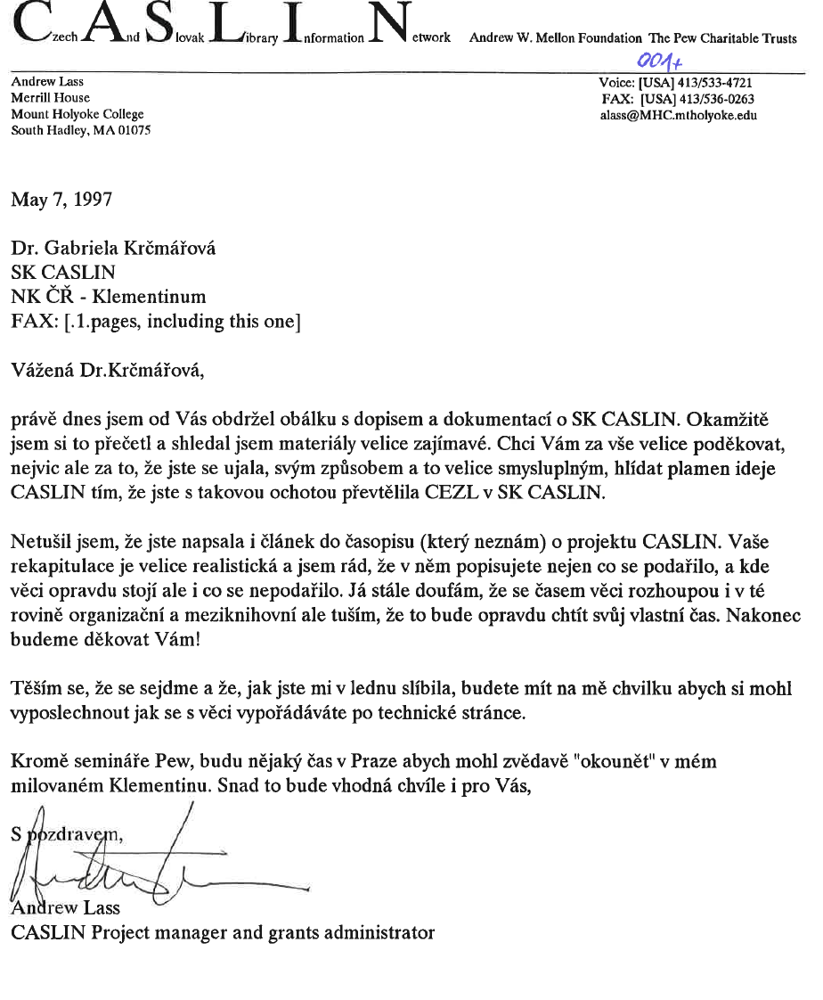 Czech And Slovak Library Information Network Andrew W. Mellon Foundation The Pew Charitable Trusts
001+
Andrew Lass
Merrill House
Mount Holyoke College
South Hadley, MA 01075
Voice: [USA] 413/533-4721
FAX: [USA] 413/536-0263
alass@MHC.mtholyoke.edu
May 7, 1997
Dr. Gabriela Krčmářová
SK CASLIN
NK ČŘ - Klementinum
FAX: [.1.pages, including this one]
Vážená Dr.Krčmářová,
právě dnes jsem od Vás obdržel obálku s dopisem a dokumentací o SK CASLIN. Okamžitě
jsem si to přečetl a shledal jsem materiály velice zajímavé. Chci Vám za vše velice poděkovat,
nejvic ale za to, že jste se ujala, svým způsobem a to velice smysluplným, hlídat plamen ideje
CASLIN tím, že jste s takovou ochotou převtělila CEZL v SK CASLIN.
Netušil jsem, že jste napsala i článek do časopisu (který neznám) o projektu CASLIN. Vaše
rekapitulace je velice realistická a jsem rád, že v něm popisujete nejen co se podařilo, a kde
věci opravdu stojí ale i co se nepodařilo. Já stále doufám, že se časem věci rozhoupou i v té
rovině organizační a meziknihovní ale tuším, že to bude opravdu chtít svůj vlastní čas. Nakonec
budeme děkovat Vám!
Těším se, že se sejdme a že, jak jste mi v lednu slíbila, budete mít na mě chvilku abych si mohl
vyposlechnout jak se s věci vypořádáváte po technické stránce.
Kromě semináře Pew, budu nějaký čas v Praze abych mohl zvědavě "okounět" v mém
milovaném Klementinu. Snad to bude vhodná chvíle i pro Vás,
S pozdravem,
Andrew Lass
CASLIN Project manager and grants administrator